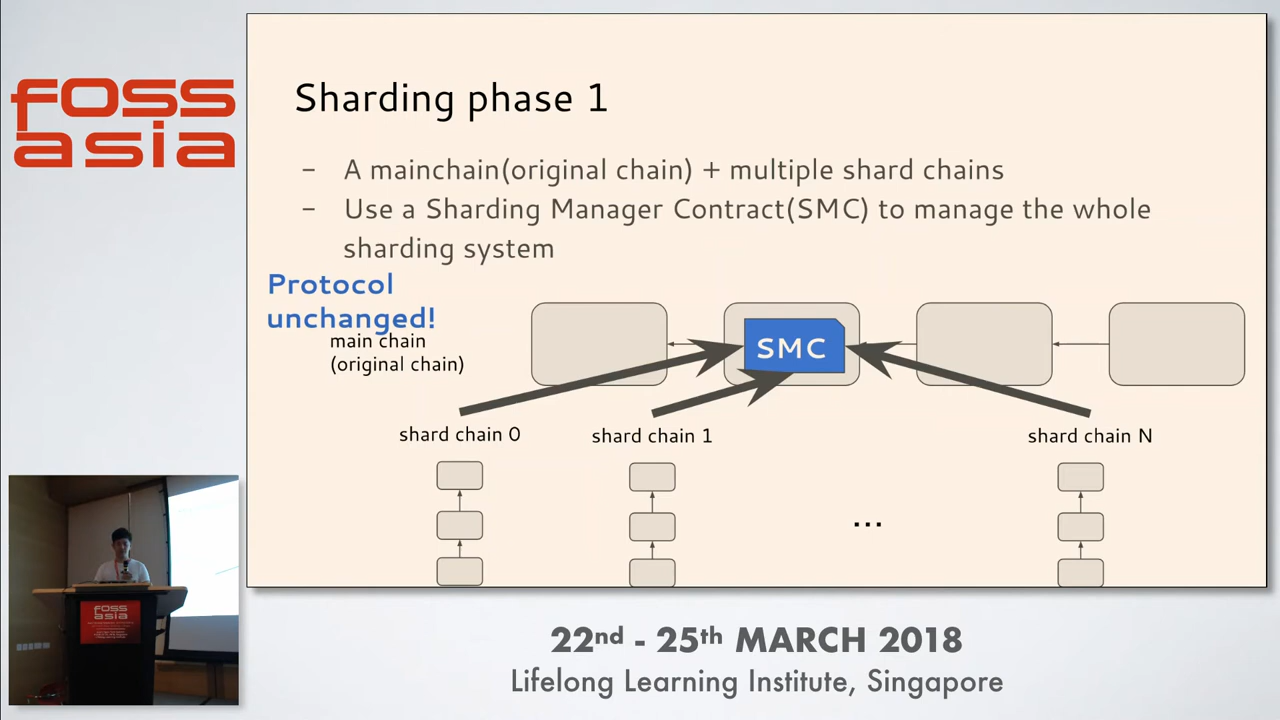 foss
asia
Sharding phase 1
- A mainchain(original chain) + multiple shard chains
- Use a Sharding Manager Contract(SMC) to manage the whole
sharding system
Protocol
unchanged!
main chain
(original chain)
SMC
shard chain 0
shard chain 1
shard chain N
...
foss
asia
22nd - 25th MARCH 2018
Lifelong Learning Institute, Singapore